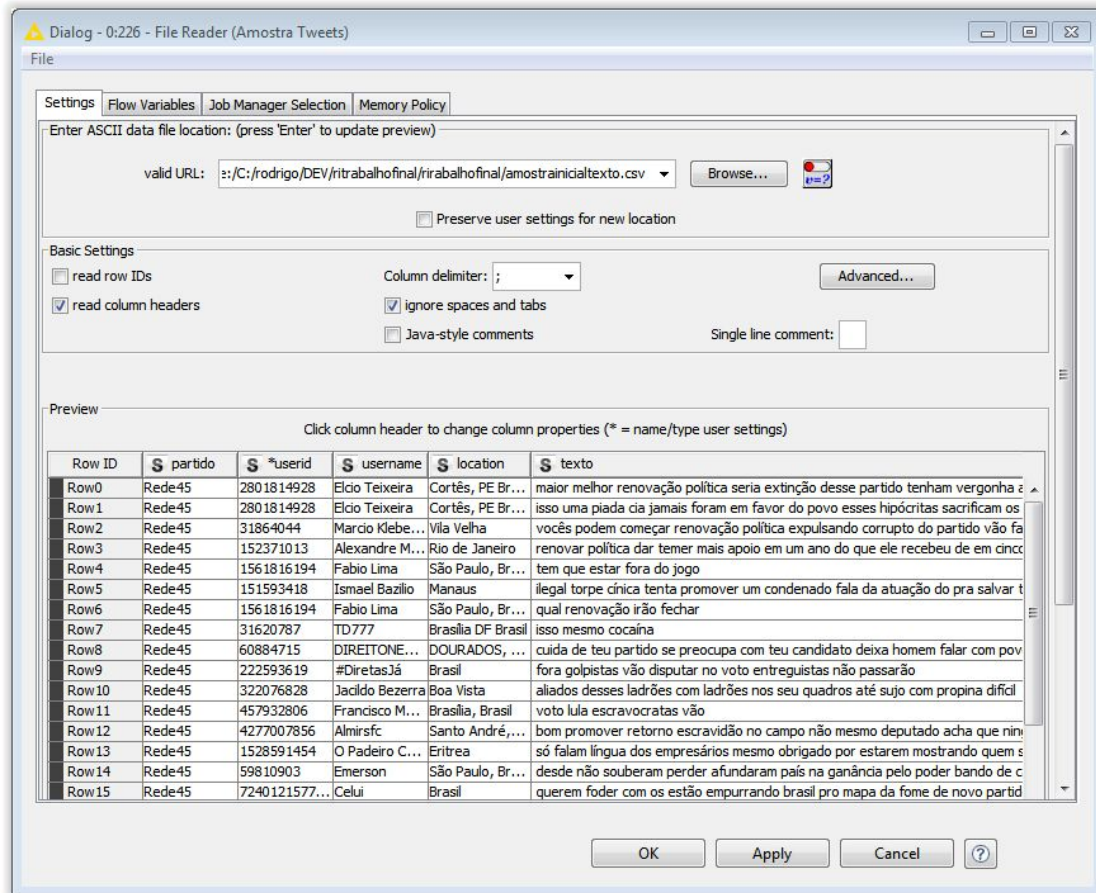 Dialog - 0:226 - File Reader (Amostra Tweets)
File
Settings Flow Variables Job Manager Selection Memory Policy
Enter ASCII data file location: (press 'Enter' to update preview)
valid URL: e:/C:/rodrigo/DEV/ritrabalhofinal/rirabalhofinal/amostrainicialtexto.csv Browse... v=?
Preserve user settings for new location
Basic Settings
read row IDs Column delimiter: ; Advanced...
read column headers ignore spaces and tabs
Java-style comments Single line comment:
Preview
Click column header to change column properties (* = name/type user settings)
Row ID S partido S *userid S username S location S texto
Row0 Rede45 2801814928 Elcio Teixeira Cortês, PE Br... maior melhor renovação política seria extinção desse partido tenham vergonha a
Row1 Rede45 2801814928 Elcio Teixeira Cortês, PE Br... isso uma piada cia jamais foram em favor do povo esses hipócritas sacrificam os
Row2 Rede45 31864044 Marcio Klebe... Vila Velha vocês podem começar renovação política expulsando corrupto do partido vão fa
Row3 Rede45 152371013 Alexandre M... Rio de Janeiro renovar política dar temer mais apoio em um ano do que ele recebeu de em cinco
Row4 Rede45 1561816194 Fabio Lima São Paulo, Br... tem que estar fora do jogo
Row5 Rede45 151593418 Ismael Bazilio Manaus ilegal torpe cínica tenta promover um condenado fala da atuação do pra salvar t
Row6 Rede45 1561816194 Fabio Lima São Paulo, Br... qual renovação irão fechar
Row7 Rede45 31620787 TD777 Brasília DF Brasil isso mesmo cocaína
Row8 Rede45 60884715 DIREITONE... DOURADOS, ... cuida de teu partido se preocupa com teu candidato deixa homem falar com pov
Row9 Rede45 222593619 #DiretasJá Brasil fora golpistas vão disputar no voto entreguistas não passarão
Row10 Rede45 322076828 Jacildo Bezerra Boa Vista aliados desses ladrões com ladrões nos seu quadros até sujo com propina difícil
Row11 Rede45 457932806 Francisco M... Brasília, Brasil voto lula escravocratas vão
Row12 Rede45 4277007856 Almirsfc Santo André,... bom promover retorno escravidão no campo não mesmo deputado acha que nin
Row13 Rede45 1528591454 O Padeiro C... Eritrea só falam língua dos empresários mesmo obrigado por estarem mostrando quem s
Row14 Rede45 59810903 Emerson São Paulo, Br... desde não souberam perder afundaram país na ganância pelo poder bando de c
Row15 Rede45 7240121577... Celui Brasil querem foder com os estão empurrando brasil pro mapa da fome de novo partid
OK Apply Cancel ?